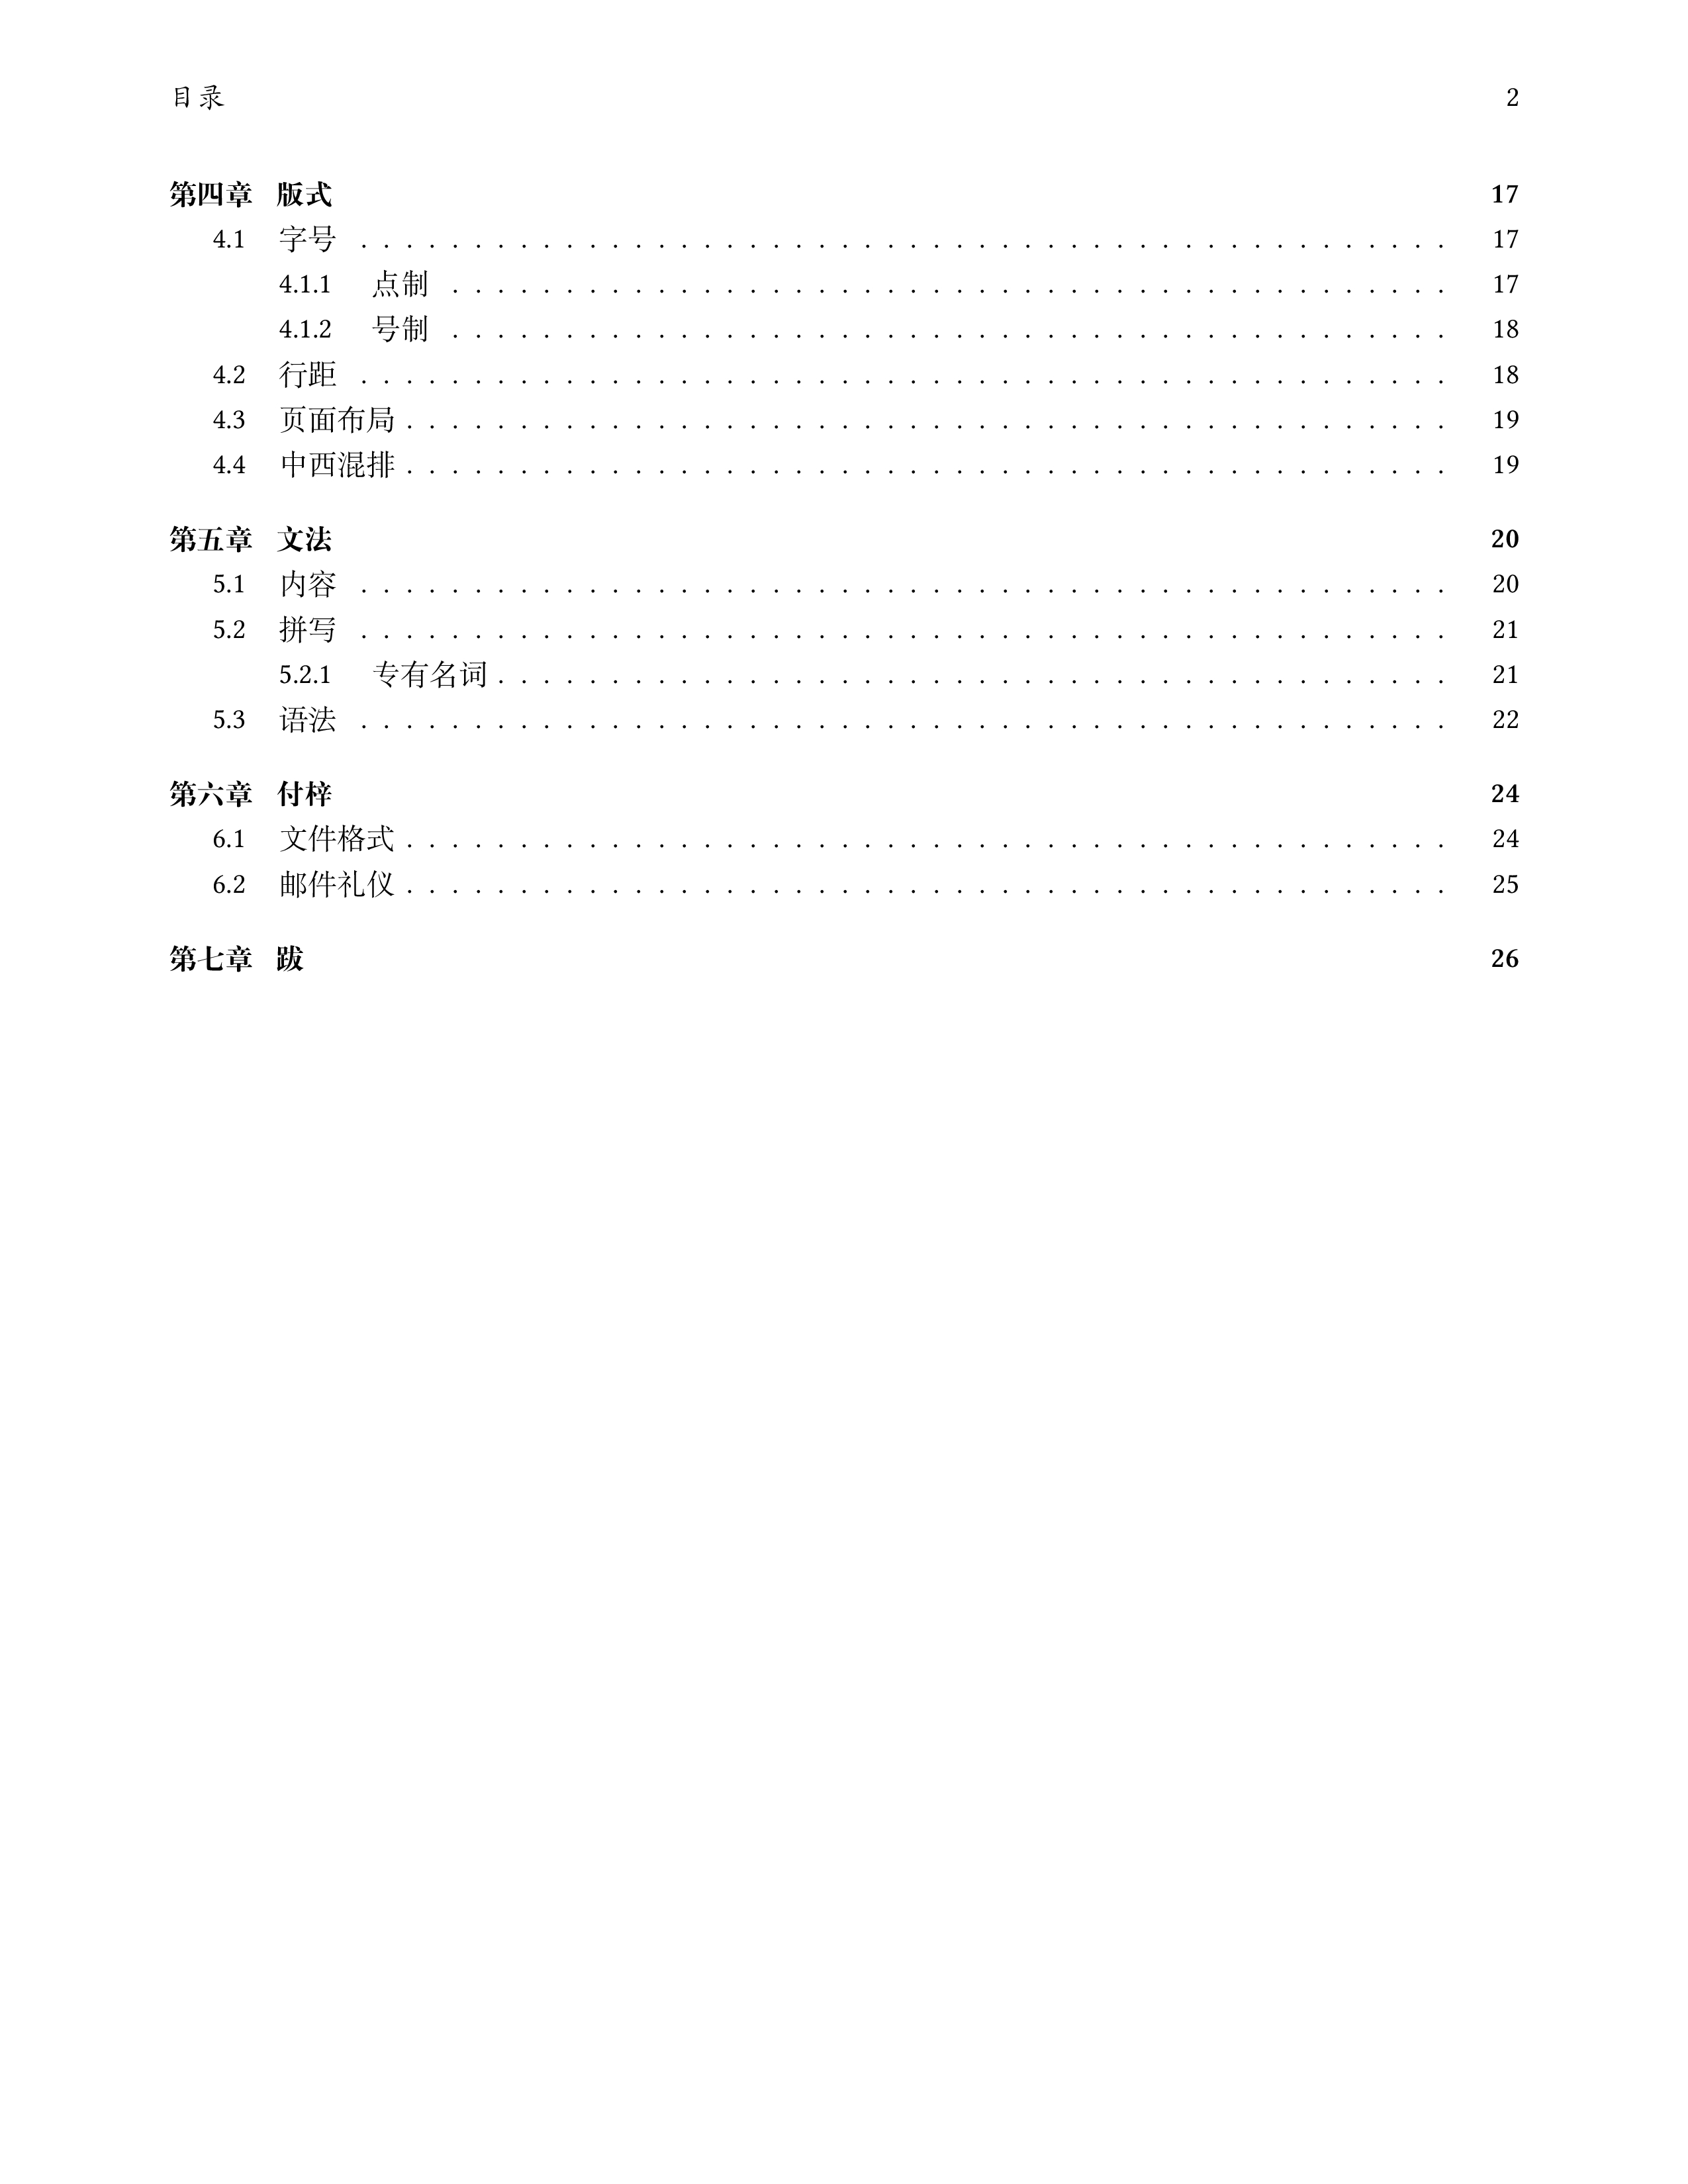 目录 2
第四章 版式 17
4.1 字号 . . . . . . . . . . . . . . . . . . . . . . . . . . . . . . . . . . . . . . . . . . . . . . . . 17
4.1.1 点制 . . . . . . . . . . . . . . . . . . . . . . . . . . . . . . . . . . . . . . . . . . . . 17
4.1.2 号制 . . . . . . . . . . . . . . . . . . . . . . . . . . . . . . . . . . . . . . . . . . . . 18
4.2 行距 . . . . . . . . . . . . . . . . . . . . . . . . . . . . . . . . . . . . . . . . . . . . . . . . 18
4.3 页面布局 . . . . . . . . . . . . . . . . . . . . . . . . . . . . . . . . . . . . . . . . . . . . . . 19
4.4 中西混排 . . . . . . . . . . . . . . . . . . . . . . . . . . . . . . . . . . . . . . . . . . . . . . 19
第五章 文法 20
5.1 内容 . . . . . . . . . . . . . . . . . . . . . . . . . . . . . . . . . . . . . . . . . . . . . . . . 20
5.2 拼写 . . . . . . . . . . . . . . . . . . . . . . . . . . . . . . . . . . . . . . . . . . . . . . . . 21
5.2.1 专有名词 . . . . . . . . . . . . . . . . . . . . . . . . . . . . . . . . . . . . . . . . . . 21
5.3 语法 . . . . . . . . . . . . . . . . . . . . . . . . . . . . . . . . . . . . . . . . . . . . . . . . 22
第六章 付梓 24
6.1 文件格式 . . . . . . . . . . . . . . . . . . . . . . . . . . . . . . . . . . . . . . . . . . . . . . 24
6.2 邮件礼仪 . . . . . . . . . . . . . . . . . . . . . . . . . . . . . . . . . . . . . . . . . . . . . . 25
第七章 跋 26